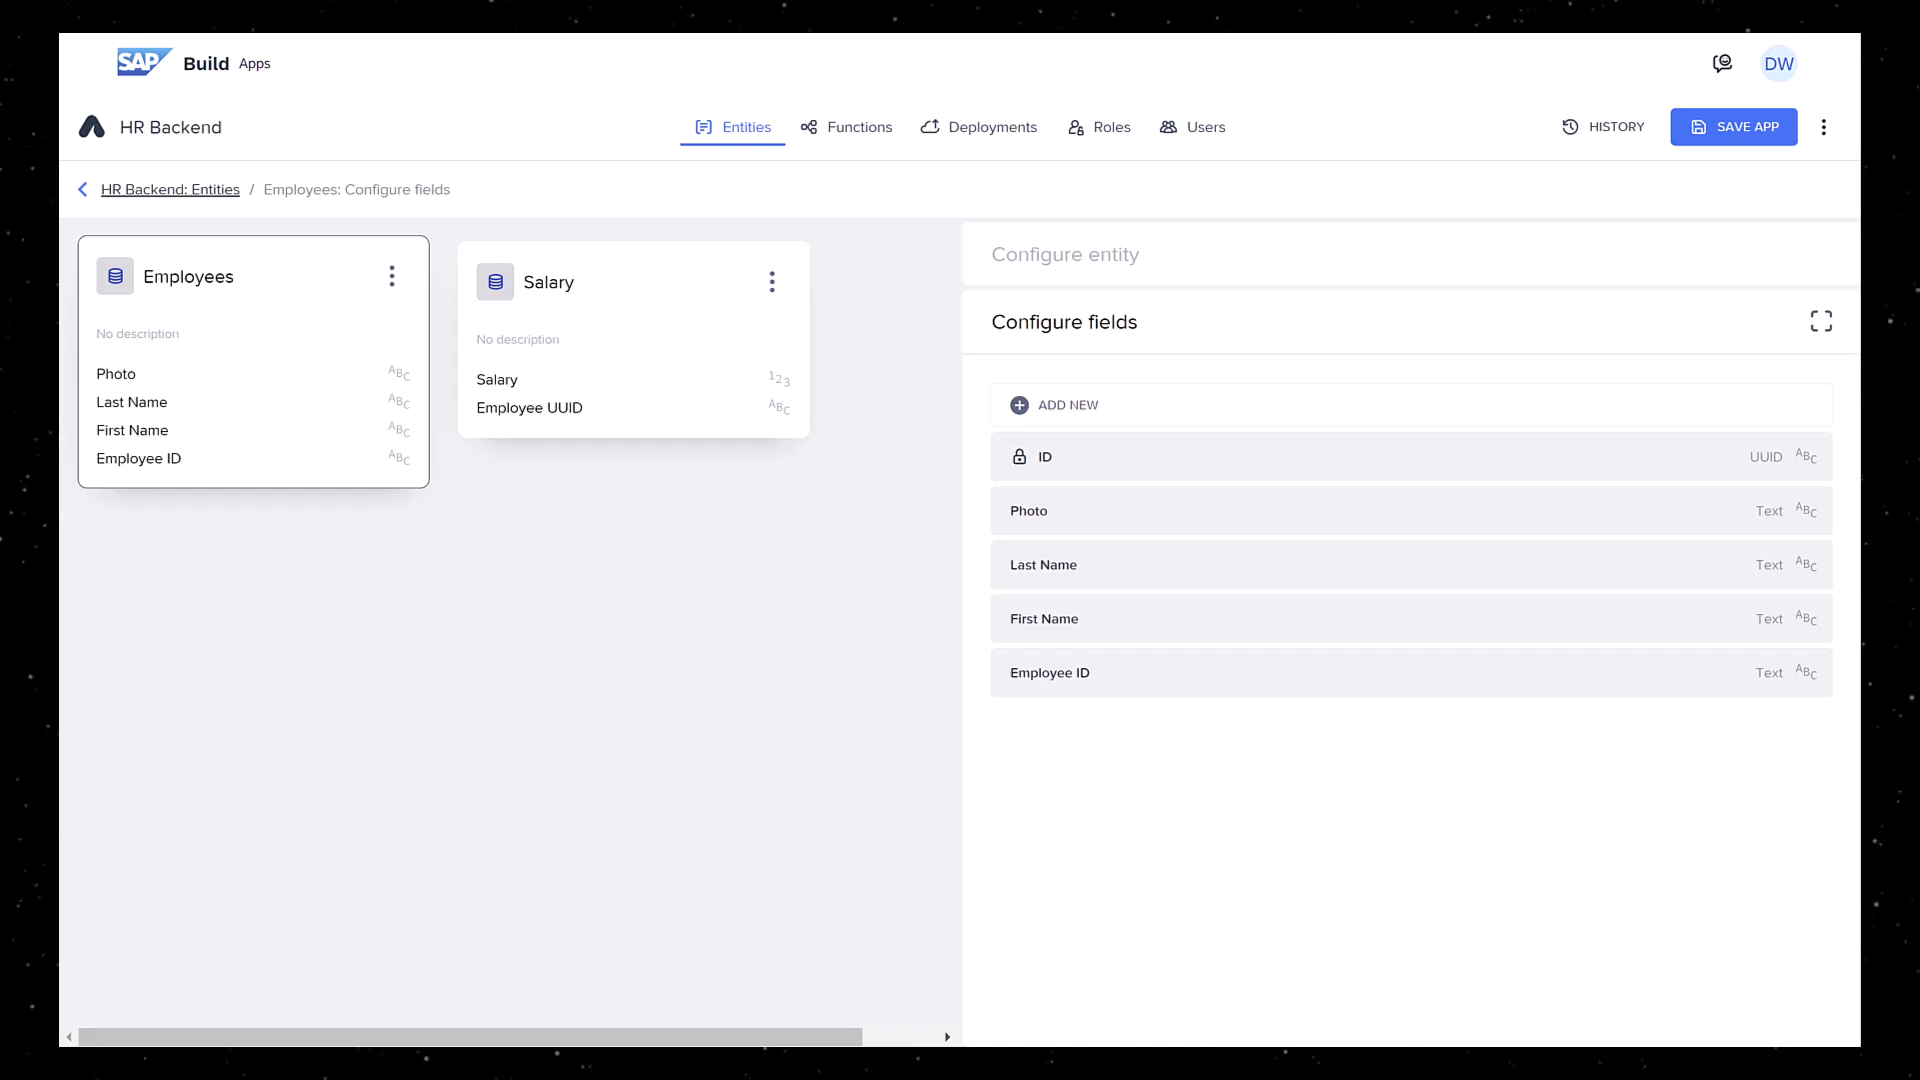 SAP Build Apps
DW
HR Backend
Entities Functions Deployments Roles Users
HISTORY SAVE APP
HR Backend: Entities / Employees: Configure fields
Employees
No description
Photo ABC
Last Name ABC
First Name ABC
Employee ID ABC
Salary
No description
Salary 123
Employee UUID ABC
Configure entity
Configure fields
ADD NEW
ID UUID ABC
Photo Text ABC
Last Name Text ABC
First Name Text ABC
Employee ID Text ABC